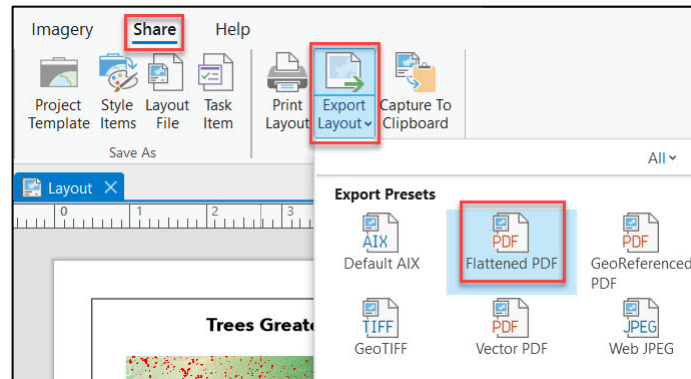 Imagery Share Help
Project Template
Style Items
Layout File
Task Item
Print Layout
Export Layout
Capture To Clipboard
Save As
All
Layout
0 1 2 3
Export Presets
AIX
Default AIX
PDF
Flattened PDF
PDF
GeoReferenced PDF
TIFF
GeoTIFF
PDF
Vector PDF
JPEG
Web JPEG
Trees Great